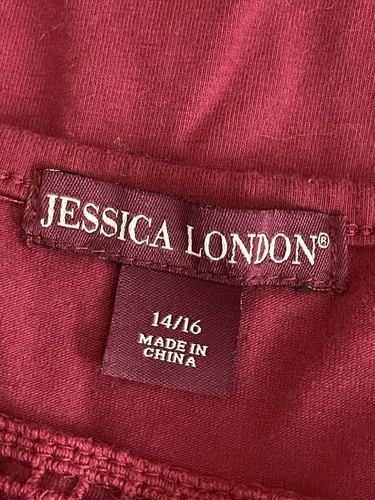 JESSICA LONDON®
14/16
MADE IN
CHINA